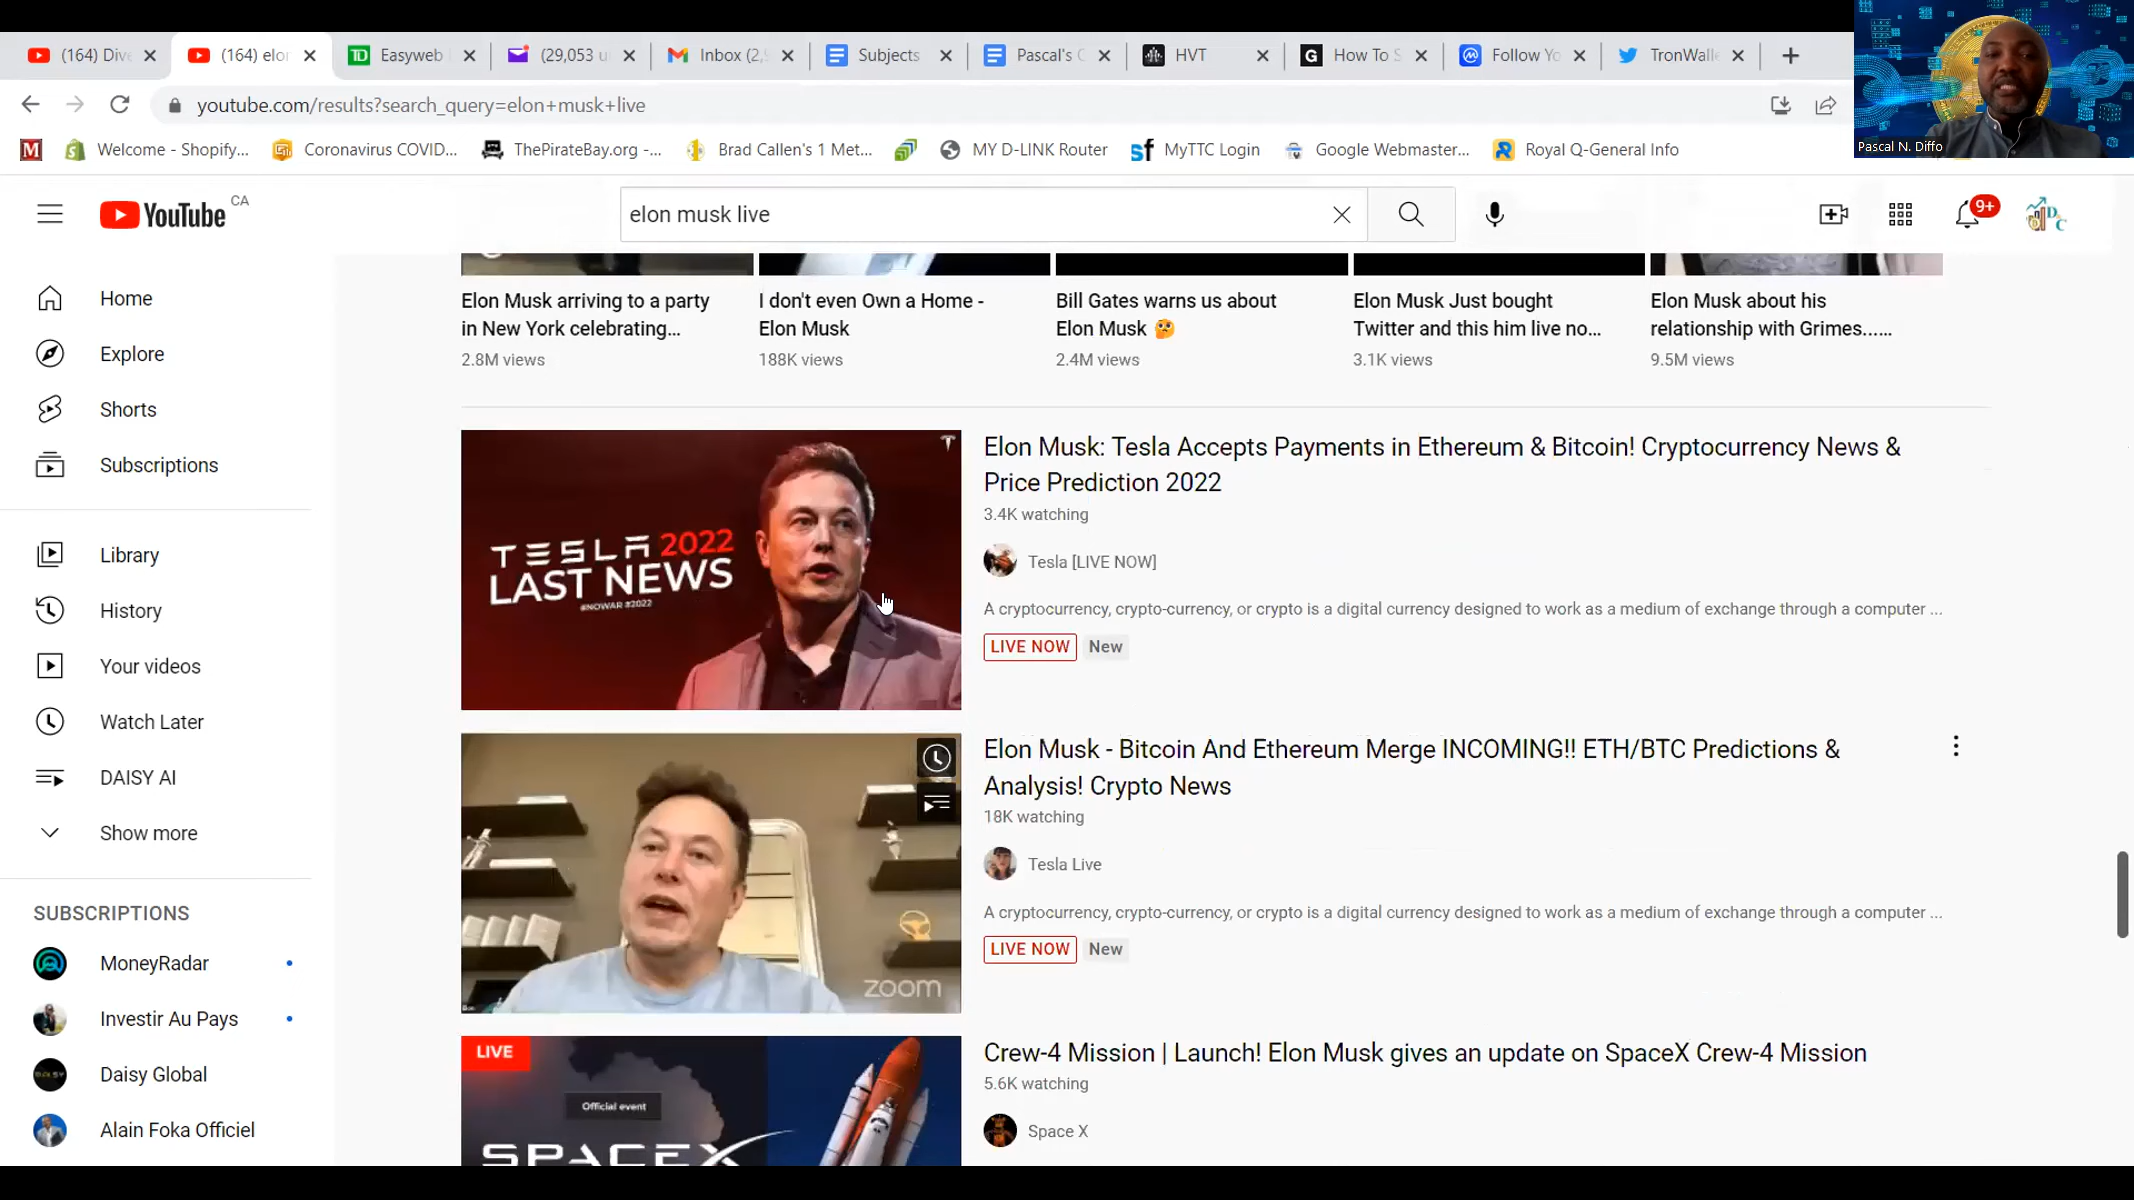 (164) Div
(164) elor
Easyweb
(29,053 u
Inbox (2,
Subjects
Pascal's
HVT
How To S
Follow Yo
TronWalle
youtube.com/results?search_query=elon+musk+live
Pascal N. Diffo
Welcome - Shopify...
Coronavirus COVID...
ThePirateBay.org -...
Brad Callen's 1 Met...
MY D-LINK Router
MyTTC Login
Google Webmaster...
Royal Q-General Info
YouTube CA
elon musk live
9+
Home
Explore
Shorts
Subscriptions
Library
History
Your videos
Watch Later
DAISY AI
Show more
SUBSCRIPTIONS
MoneyRadar
Investir Au Pays
Daisy Global
Alain Foka Officiel
Elon Musk arriving to a party
in New York celebrating...
2.8M views
I don't even Own a Home -
Elon Musk
188K views
Bill Gates warns us about
Elon Musk 🤔
2.4M views
Elon Musk Just bought
Twitter and this him live no...
3.1K views
Elon Musk about his
relationship with Grimes......
9.5M views
TESLA 2022
LAST NEWS
#NOWAR #2022
Elon Musk: Tesla Accepts Payments in Ethereum & Bitcoin! Cryptocurrency News &
Price Prediction 2022
3.4K watching
Tesla [LIVE NOW]
A cryptocurrency, crypto-currency, or crypto is a digital currency designed to work as a medium of exchange through a computer ...
LIVE NOW New
zoom
Elon Musk - Bitcoin And Ethereum Merge INCOMING!! ETH/BTC Predictions &
Analysis! Crypto News
18K watching
Tesla Live
A cryptocurrency, crypto-currency, or crypto is a digital currency designed to work as a medium of exchange through a computer ...
LIVE NOW New
LIVE
Official event
SPACEX
Crew-4 Mission | Launch! Elon Musk gives an update on SpaceX Crew-4 Mission
5.6K watching
Space X